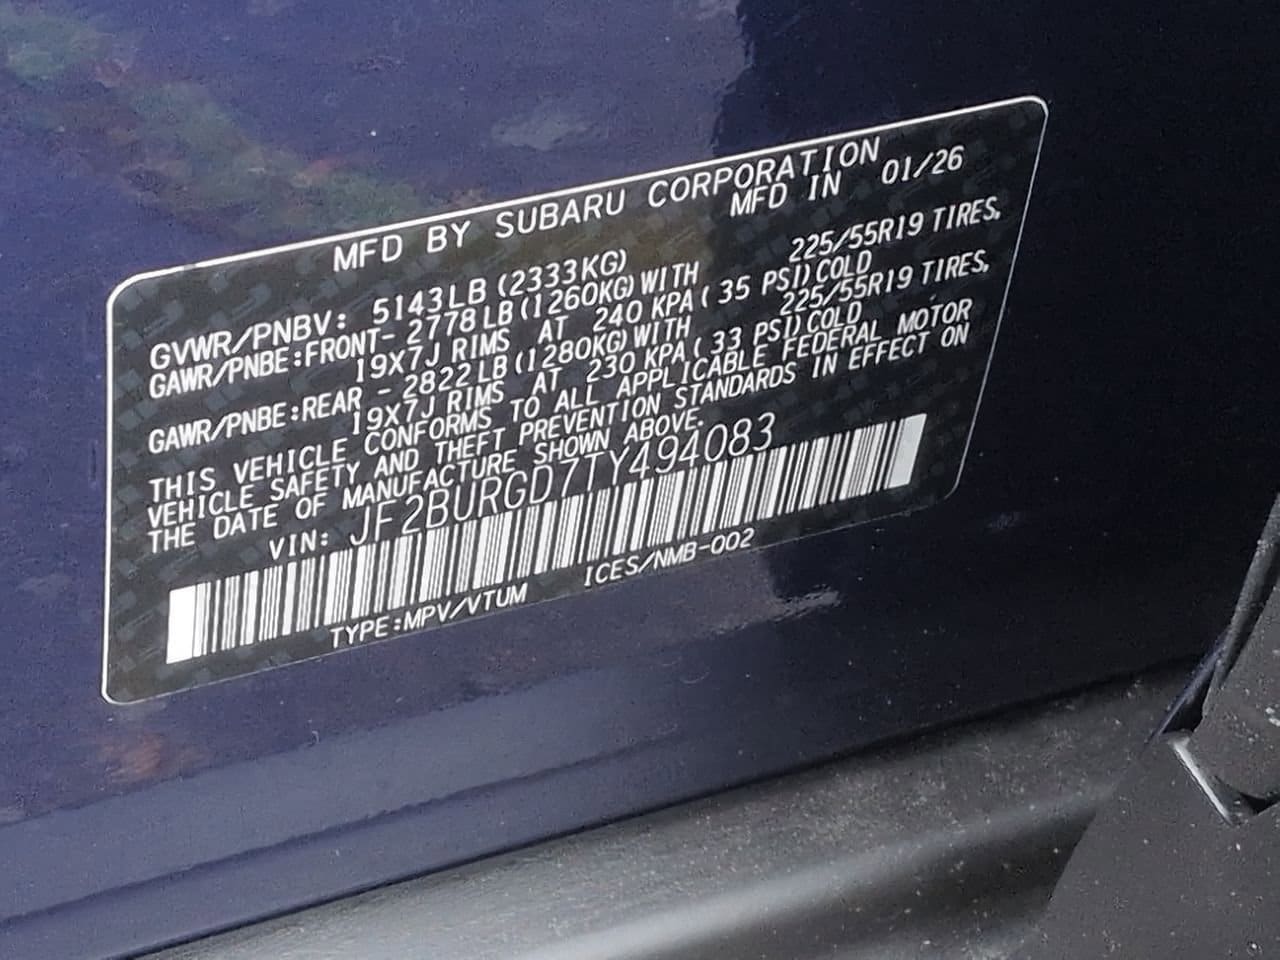 MFD BY SUBARU CORPORATION
MFD IN 01/26
GVWR/PNBV: 5143LB (2333KG)
GAWR/PNBE:FRONT- 2778LB(1260KG)WITH 225/55R19 TIRES,
19X7J RIMS AT 240 KPA( 35 PSI)COLD
GAWR/PNBE:REAR - 2822LB(1280KG)WITH 225/55R19 TIRES,
19X7J RIMS AT 230 KPA( 33 PSI)COLD
THIS VEHICLE CONFORMS TO ALL APPLICABLE FEDERAL MOTOR
VEHICLE SAFETY AND THEFT PREVENTION STANDARDS IN EFFECT ON
THE DATE OF MANUFACTURE SHOWN ABOVE.
VIN: JF2BURGD7TY494083
TYPE:MPV/VTUM ICES/NMB-002